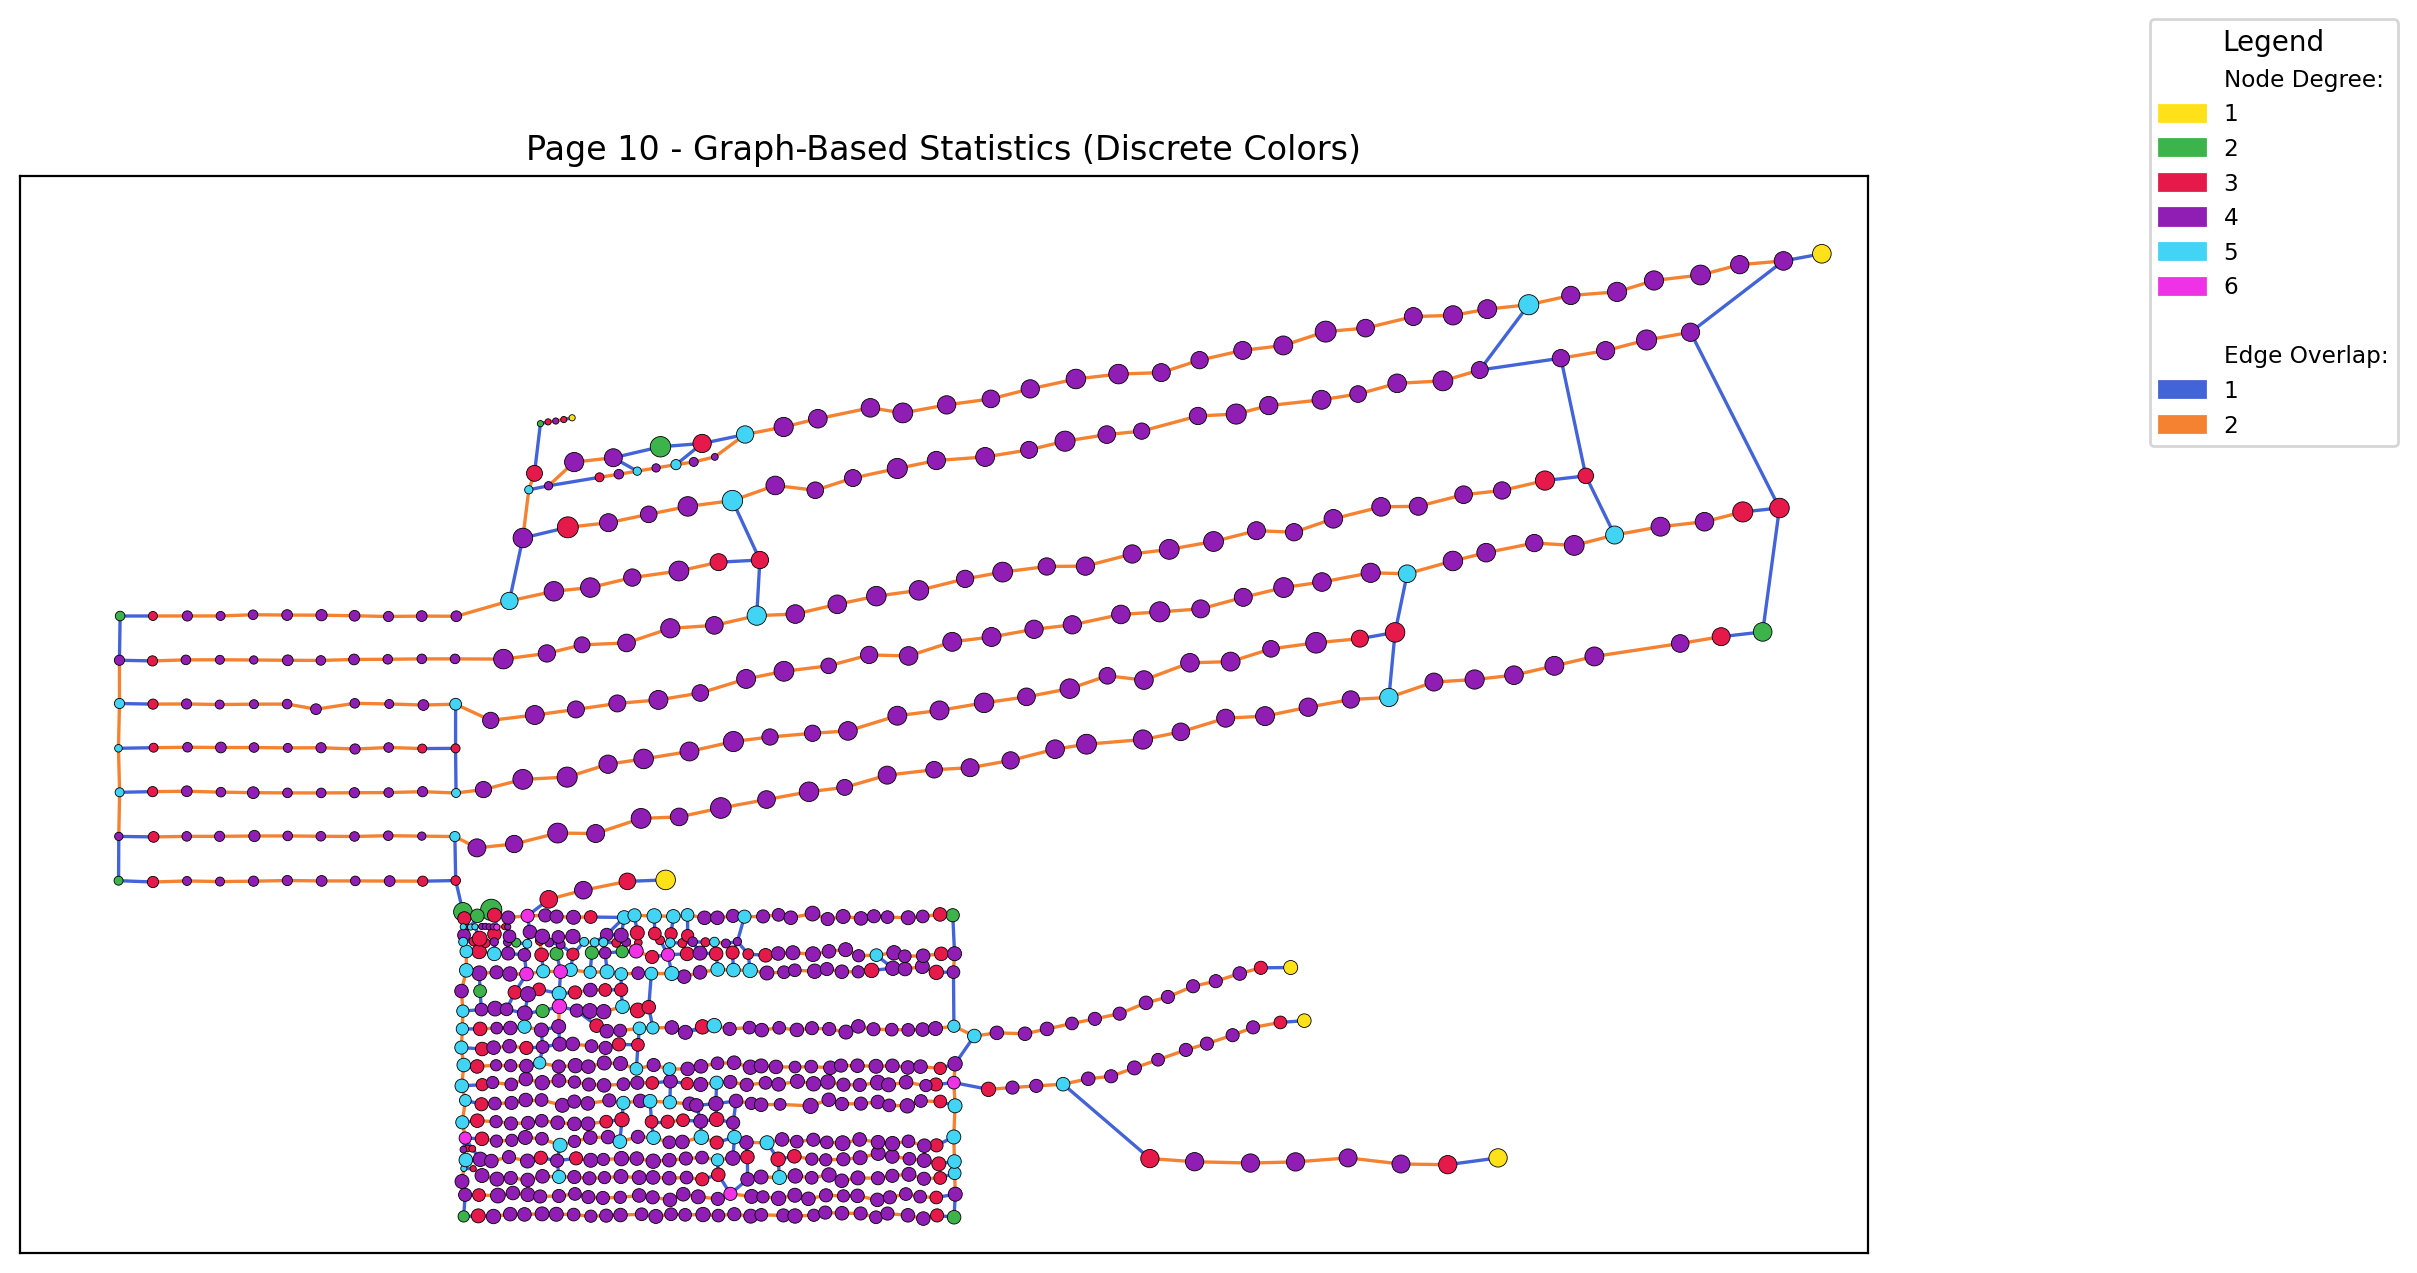 Page 10 - Graph-Based Statistics (Discrete Colors)
Legend
Node Degree:
1
2
3
4
5
6
Edge Overlap:
1
2